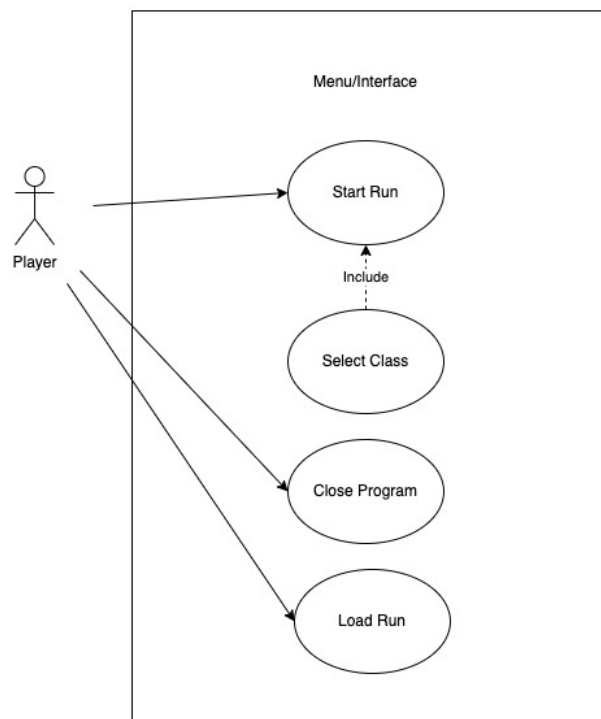 Menu/Interface
Start Run
Player
Include
Select Class
Close Program
Load Run